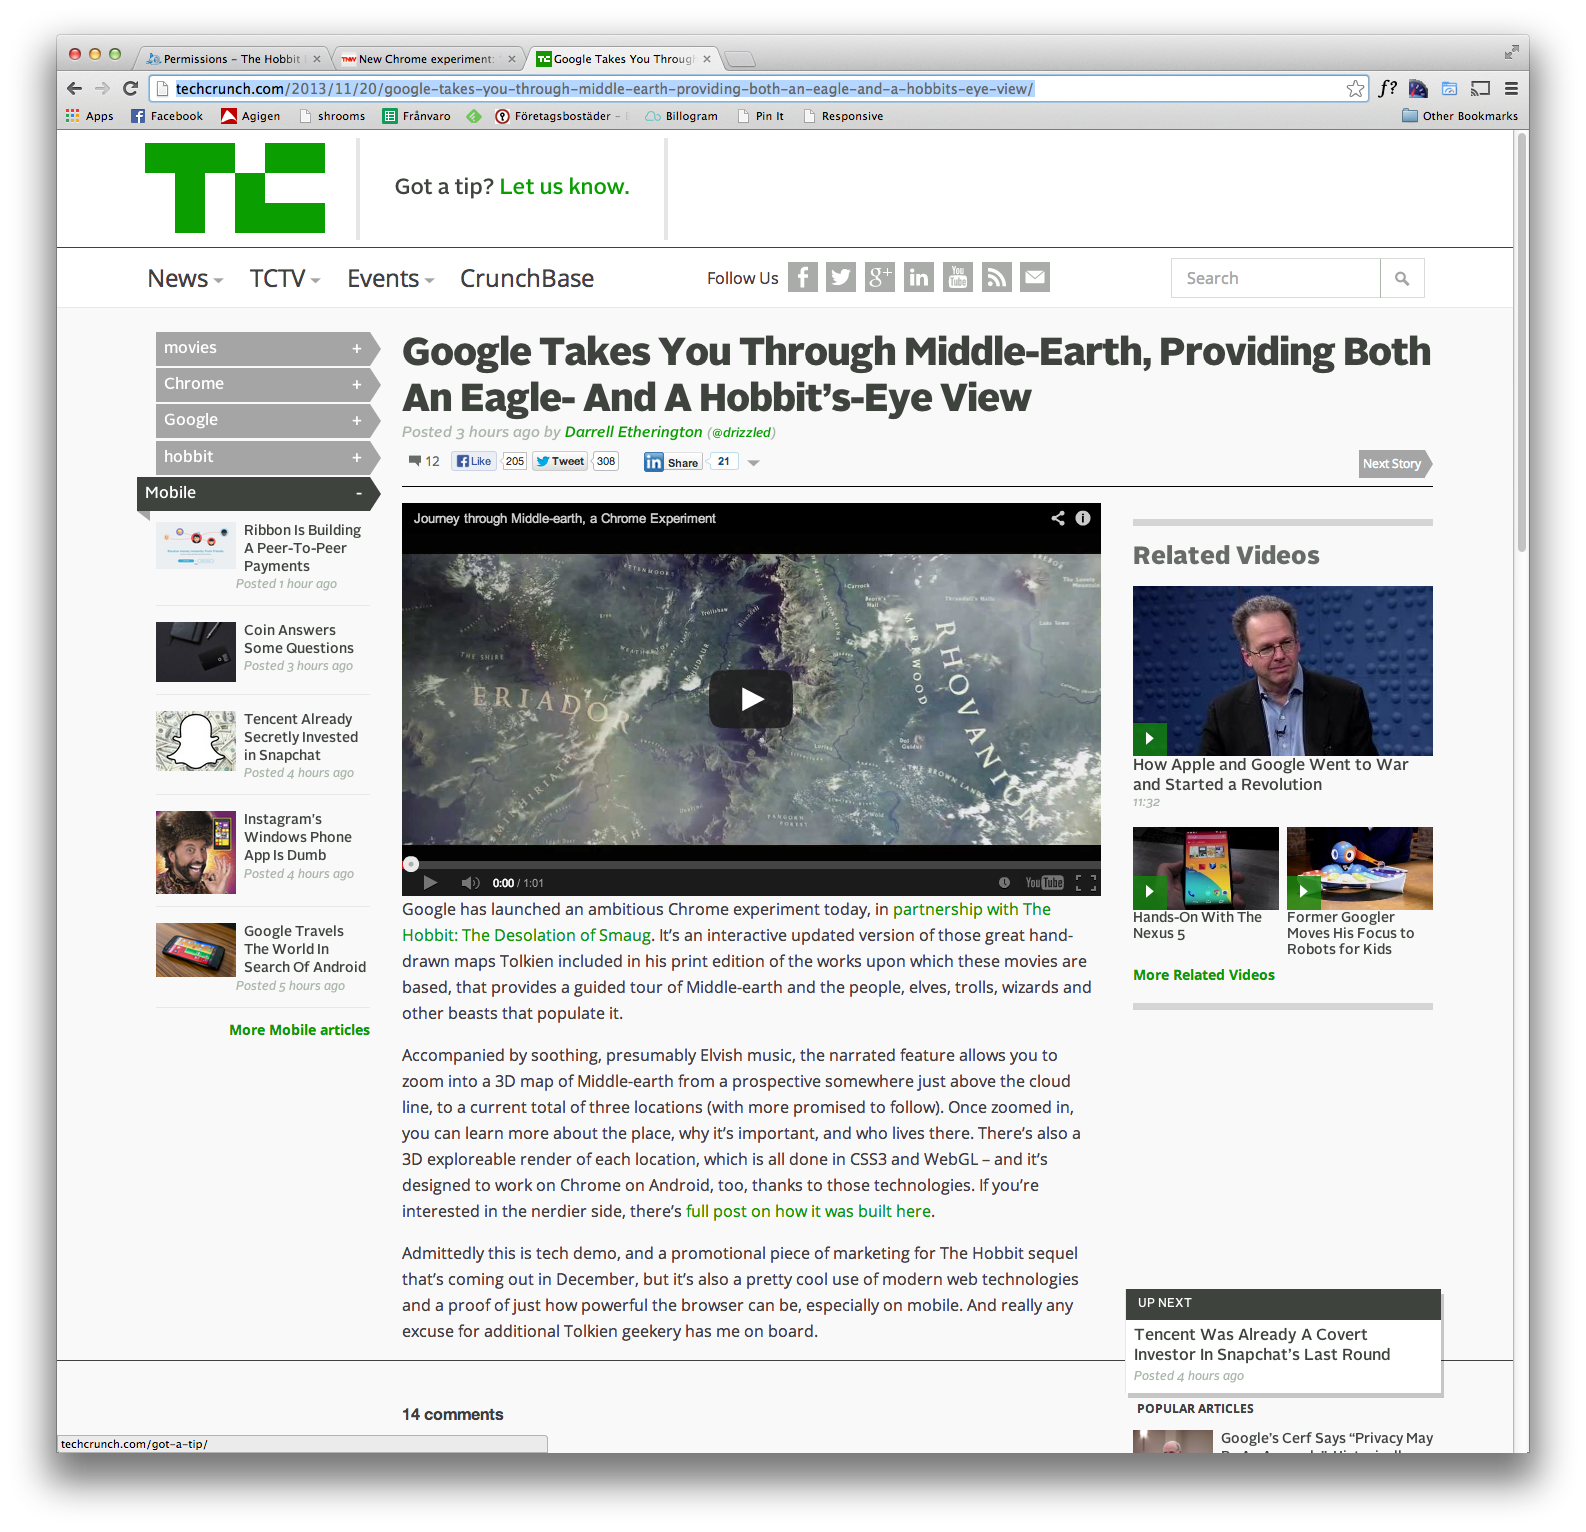 Permissions – The Hobbit
New Chrome experiment:
Google Takes You Through
techcrunch.com/2013/11/20/google-takes-you-through-middle-earth-providing-both-an-eagle-and-a-hobbits-eye-view/
f?
Apps
Facebook
Agigen
shrooms
Frånvaro
Företagsbostäder –
Billogram
Pin It
Responsive
Other Bookmarks
TC
Got a tip? Let us know.
News
TCTV
Events
CrunchBase
Follow Us
Search
movies +
Chrome +
Google +
hobbit +
Mobile -
Ribbon Is Building
A Peer-To-Peer
Payments
Posted 1 hour ago
Coin Answers
Some Questions
Posted 3 hours ago
Tencent Already
Secretly Invested
in Snapchat
Posted 4 hours ago
Instagram's
Windows Phone
App Is Dumb
Posted 4 hours ago
Google Travels
The World In
Search Of Android
Posted 5 hours ago
More Mobile articles
Google Takes You Through Middle-Earth, Providing Both
An Eagle- And A Hobbit's-Eye View
Posted 3 hours ago by Darrell Etherington (@drizzled)
12
Like 205
Tweet 308
in Share 21
Next Story
Journey through Middle-earth, a Chrome Experiment
THE SHIRE
ERIADOR
RHOVANION
MIRKWOOD
Carrock
THE BROWN LANDS
FANGORN
FOREST
0:00 / 1:01
YouTube
Google has launched an ambitious Chrome experiment today, in partnership with The
Hobbit: The Desolation of Smaug. It's an interactive updated version of those great hand-
drawn maps Tolkien included in his print edition of the works upon which these movies are
based, that provides a guided tour of Middle-earth and the people, elves, trolls, wizards and
other beasts that populate it.
Accompanied by soothing, presumably Elvish music, the narrated feature allows you to
zoom into a 3D map of Middle-earth from a prospective somewhere just above the cloud
line, to a current total of three locations (with more promised to follow). Once zoomed in,
you can learn more about the place, why it's important, and who lives there. There's also a
3D exploreable render of each location, which is all done in CSS3 and WebGL – and it's
designed to work on Chrome on Android, too, thanks to those technologies. If you're
interested in the nerdier side, there's full post on how it was built here.
Admittedly this is tech demo, and a promotional piece of marketing for The Hobbit sequel
that's coming out in December, but it's also a pretty cool use of modern web technologies
and a proof of just how powerful the browser can be, especially on mobile. And really any
excuse for additional Tolkien geekery has me on board.
14 comments
Related Videos
How Apple and Google Went to War
and Started a Revolution
11:32
Hands-On With The
Nexus 5
Former Googler
Moves His Focus to
Robots for Kids
More Related Videos
UP NEXT
Tencent Was Already A Covert
Investor In Snapchat's Last Round
Posted 4 hours ago
POPULAR ARTICLES
Google's Cerf Says “Privacy May
techcrunch.com/got-a-tip/